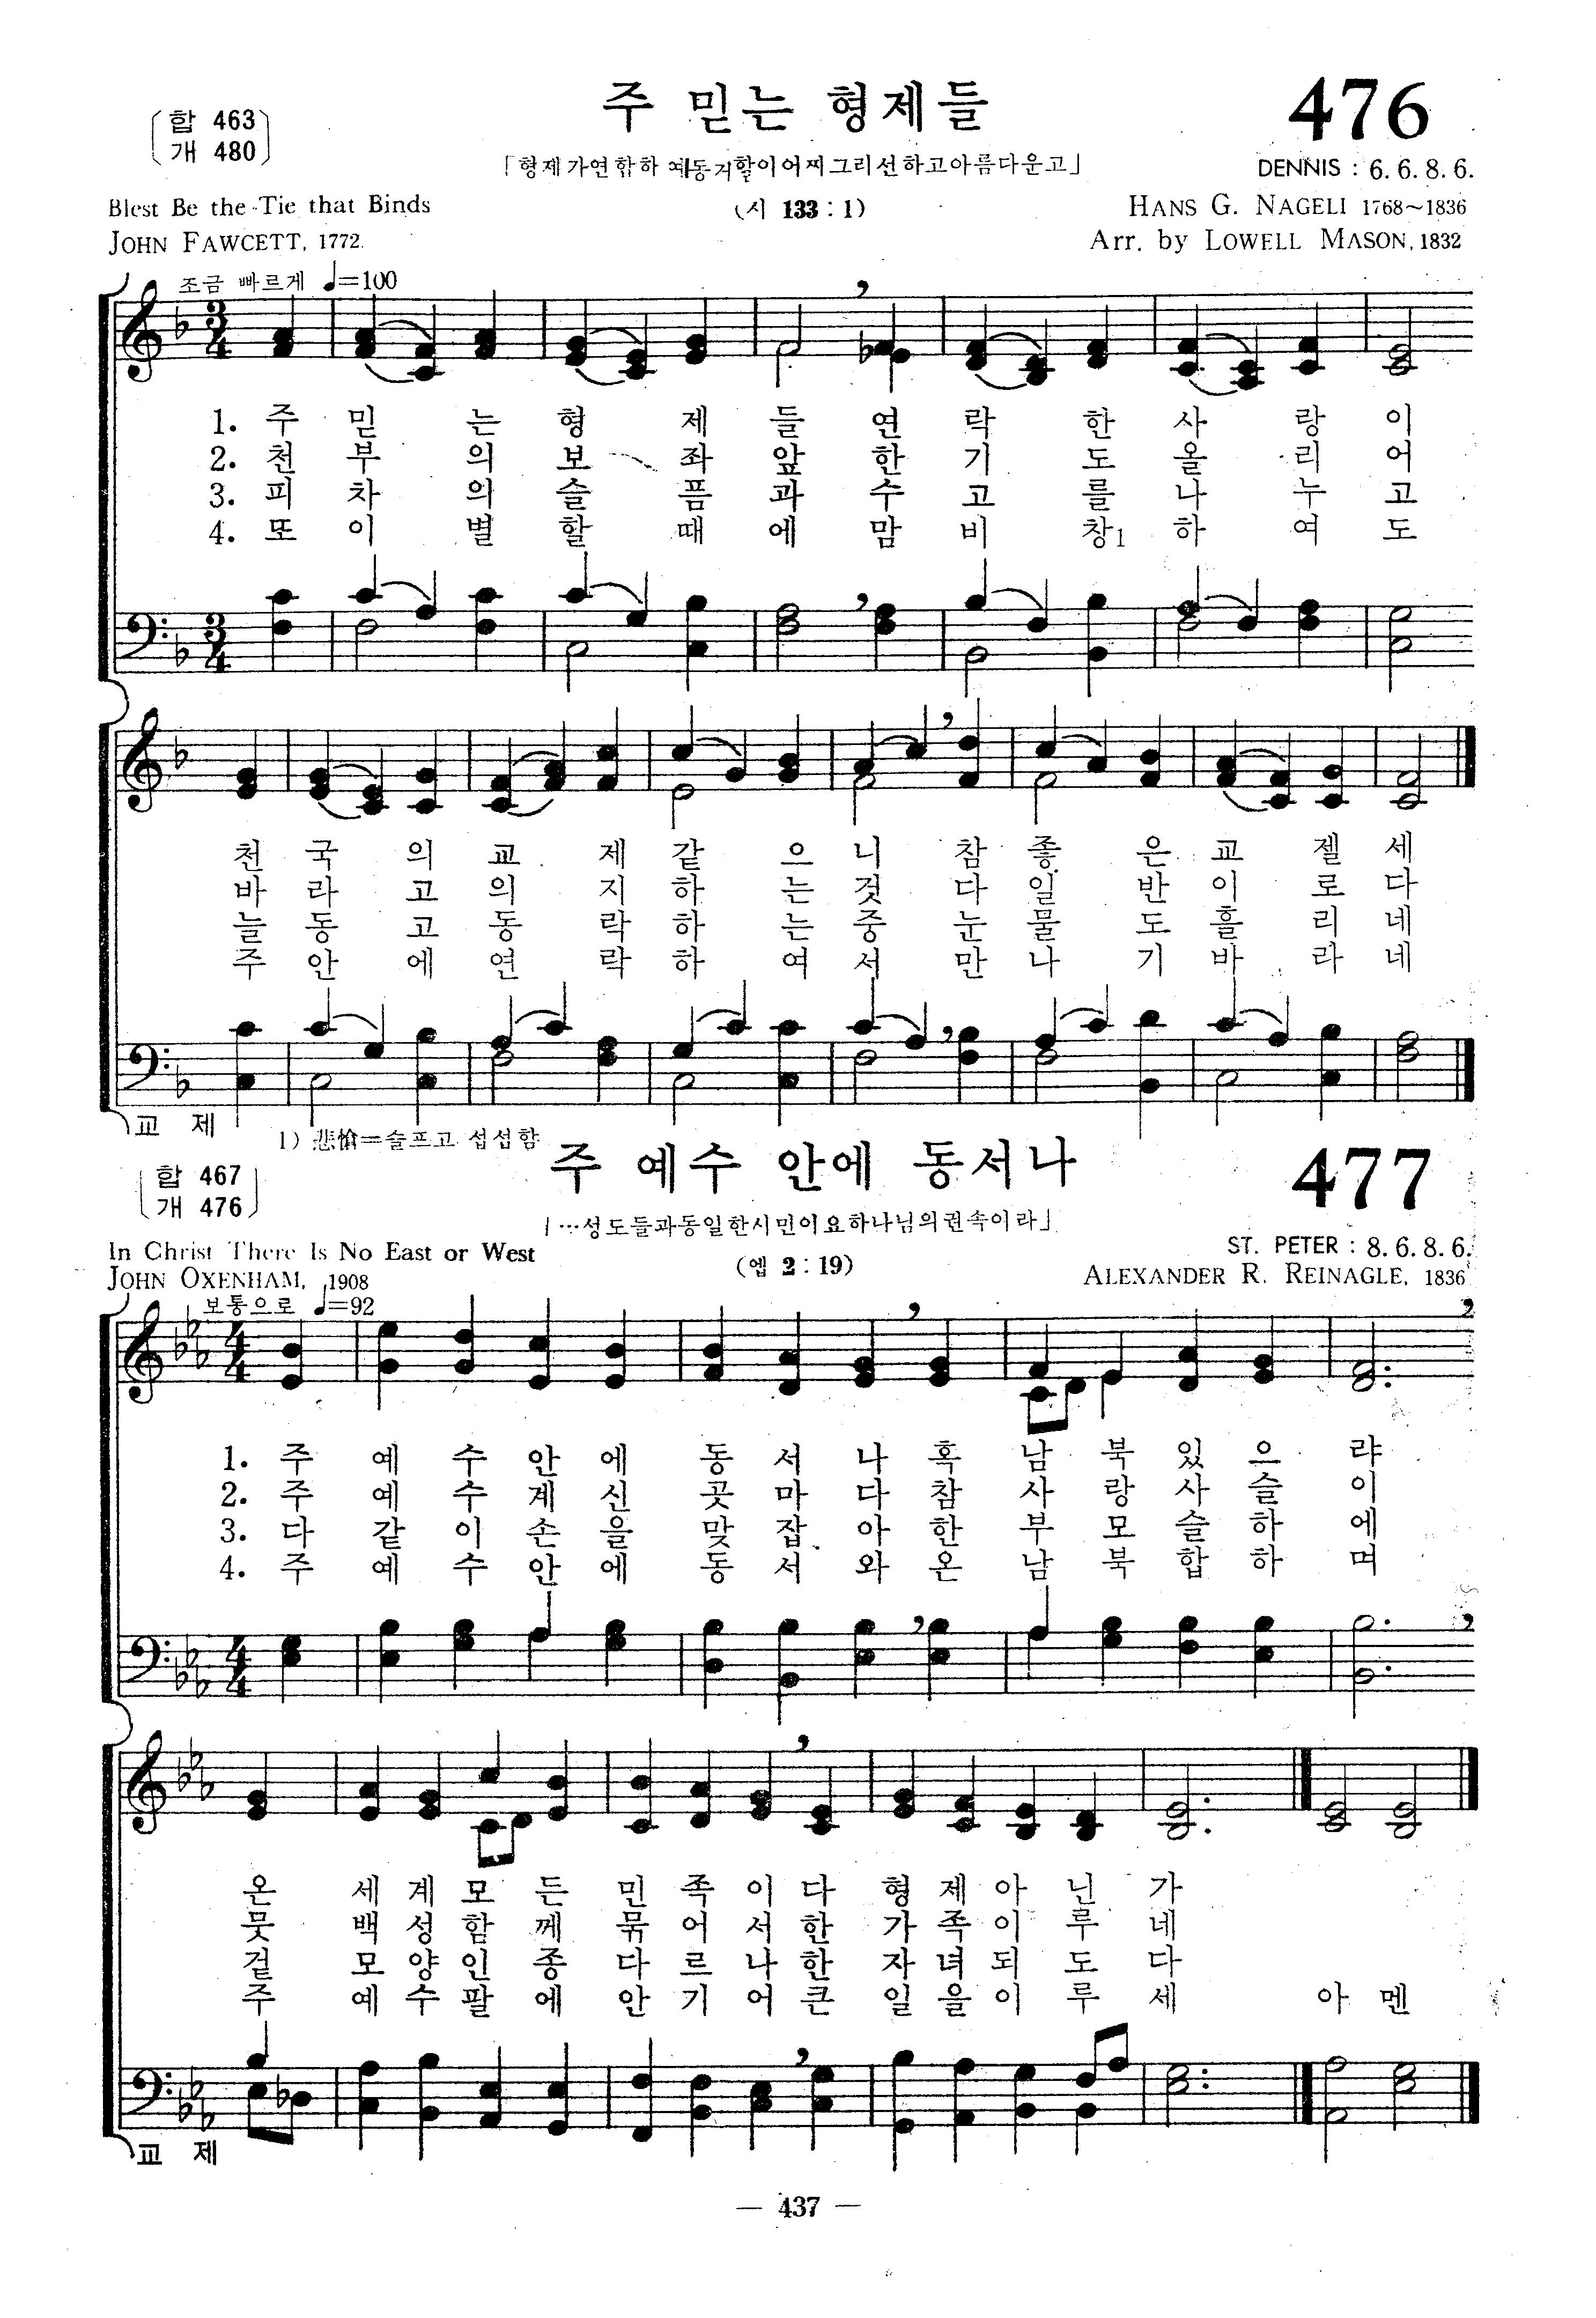 주 믿는 형제들
476
합 463
개 480
「형제가연합하여동거함이어찌그리선하고아름다운고」
(시 133 : 1)
DENNIS : 6. 6. 8. 6.
Blest Be the Tie that Binds
JOHN FAWCETT, 1772.
HANS G. NAGELI 1768~1836
Arr. by LOWELL MASON, 1832
조금 빠르게 ♩=100
3/4
1. 주 믿 는 형 제 들 연 락 한 사 랑 이
2. 천 부 의 보 좌 앞 한 기 도 올 리 어
3. 피 차 의 슬 픔 과 수 고 를 나 누 고
4. 또 이 별 할 때 에 맘 비 창1 하 여 도
3/4
천 국 의 교 제 같 으 니 참 좋 은 교 젤 세
바 라 고 의 지 하 는 것 다 일 반 이 로 다
늘 동 고 동 락 하 는 중 눈 물 도 흘 리 네
주 안 에 연 락 하 여 서 만 나 기 바 라 네
교 제
1) 悲愴=슬프고 섭섭함
주 예수 안에 동서나
477
합 467
개 476
「…성도들과동일한시민이요하나님의권속이라」
(엡 2 : 19)
ST. PETER : 8. 6. 8. 6.
In Christ There Is No East or West
JOHN OXENHAM, 1908
ALEXANDER R. REINAGLE, 1836
보통으로 ♩=92
4/4
1. 주 예 수 안 에 동 서 나 혹 남 북 있 으 랴
2. 주 예 수 계 신 곳 마 다 참 사 랑 사 슬 이
3. 다 같 이 손 을 맞 잡 아 한 부 모 슬 하 에
4. 주 예 수 안 에 동 서 와 온 남 북 합 하 며
4/4
온 세 계 모 든 민 족 이 다 형 제 아 닌 가
뭇 백 성 함 께 묶 어 서 한 가 족 이 루 네
겉 모 양 인 종 다 르 나 한 자 녀 되 도 다
주 예 수 팔 에 안 기 어 큰 일 을 이 루 세 아 멘
교 제
— 437 —